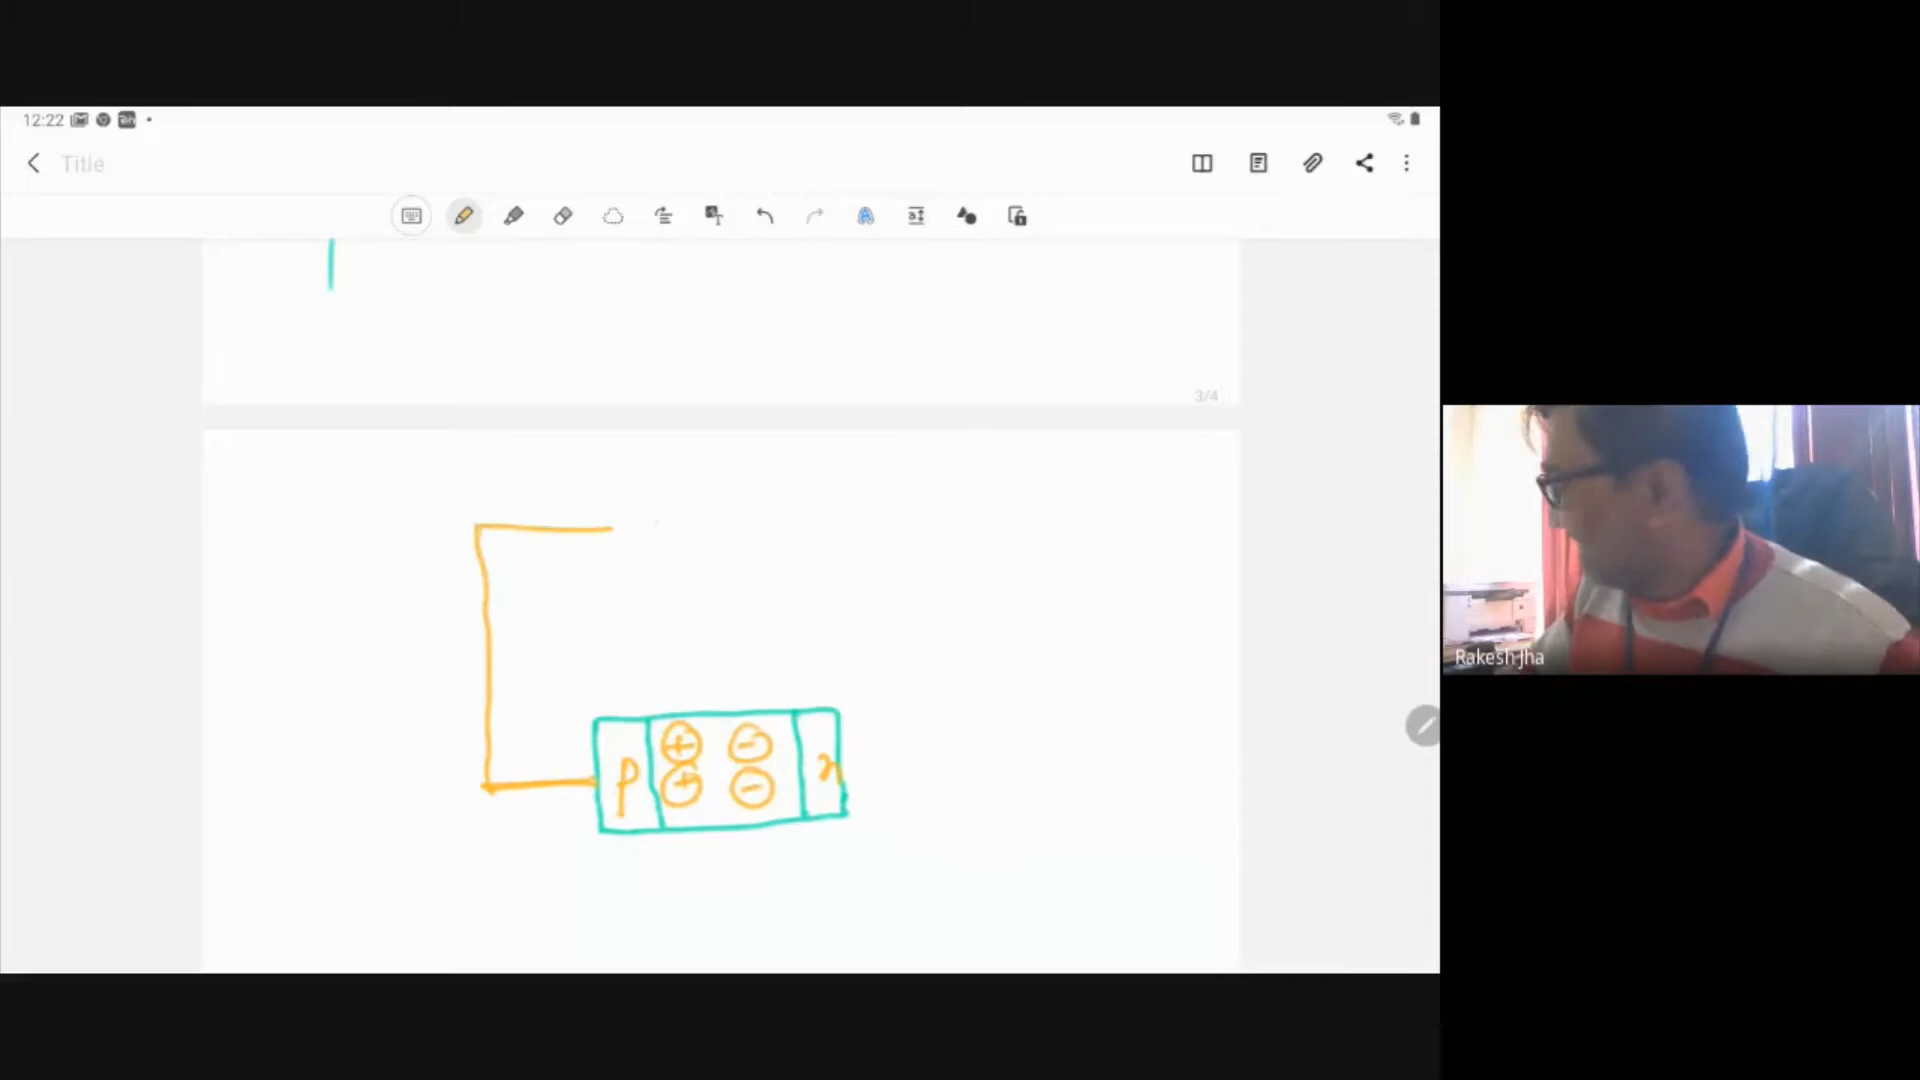 12:22
Title
3/4
+ -
p + - n
Rakesh Jha